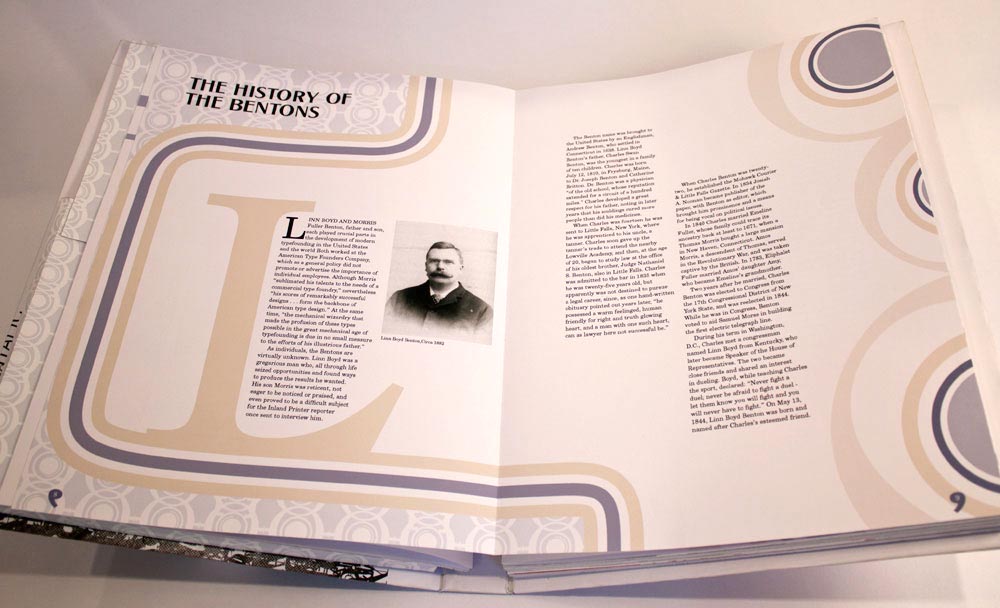 THE HISTORY OF
THE BENTONS
LINN BOYD AND MORRIS
Fuller Benton, father and son,
each played crucial parts in
the development of modern
typefounding in the United States
and the world Both worked at the
American Type Founders Company,
which as a general policy did not
promote or advertise the importance of
individual employees. Although Morris
"sublimated his talents to the needs of a
commercial type foundry," nevertheless
"his scores of remarkably successful
designs . . . form the backbone of
American type design." At the same
time, "the mechanical wizardry that
made the profusion of these types
possible in the great mechanical age of
typefounding is due in no small measure
to the efforts of his illustrious father."
As individuals, the Bentons are
virtually unknown. Linn Boyd was a
gregarious man who, all through life
seized opportunities and found ways
to produce the results he wanted.
His son Morris was reticent, not
eager to be noticed or praised, and
even proved to be a difficult subject
for the Inland Printer reporter
once sent to interview him.
Linn Boyd Benton, Circa 1882
The Benton name was brought to
the United States by an Englishman,
Andrew Benton, who settled in
Connecticut in 1638. Linn Boyd
Benton's father, Charles Swan
Benton, was the youngest in a family
of ten children. Charles was born
July 12, 1810, in Fryeburg, Maine,
to Dr. Joseph Benton and Catherine
Britton. Dr. Benton was a physician
"of the old school, whose reputation
extended for a circuit of a hundred
miles." Charles developed a great
respect for his father, noting in later
years that his scoldings cured more
people than did his medicines.
When Charles was fourteen he was
sent to Little Falls, New York, where
he was apprenticed to his uncle, a
tanner. Charles soon gave up the
tanner's trade to attend the nearby
Lowville Academy, and then, at the age
of 20, began to study law at the office
of his oldest brother, Judge Nathaniel
S. Benton, also in Little Falls. Charles
was admitted to the bar in 1835 when
he was twenty-five years old, but
apparently was not destined to pursue
a legal career, since, as one hand-written
obituary pointed out years later, "he
possessed a warm feelinged, human
friendly for right and truth glowing
heart, and a man with one such heart,
can as lawyer here not successful be."
When Charles Benton was twenty-
two, he established the Mohawk Courier
& Little Falls Gazette. In 1834 Josiah
A. Noonan became publisher of the
paper, with Benton as editor, which
brought him prominence and a means
for being vocal on political issues.
In 1840 Charles married Emeline
Fuller, whose family could trace its
ancestry back at least to 1671, when a
Thomas Morris bought a large mansion
in New Haven, Connecticut. Amos
Morris, a descendent of Thomas, served
in the Revolutionary War, and was taken
captive by the British. In 1783, Eliphalet
Fuller married Amos' daughter Amy,
who became Emeline's grandmother.
Two years after he married, Charles
Benton was elected to Congress from
the 17th Congressional District of New
York State, and was reelected in 1844.
While he was in Congress, Benton
voted to aid Samuel Morse in building
the first electric telegraph line.
During his term in Washington,
D.C., Charles met a congressman
named Linn Boyd from Kentucky, who
later became Speaker of the House of
Representatives. The two became
close friends and shared an interest
in dueling. Boyd, while teaching Charles
the sport, declared: "Never fight a
duel; never be afraid to fight a duel -
let them know you will fight and you
will never have to fight." On May 13,
1844, Linn Boyd Benton was born and
named after Charles's esteemed friend.